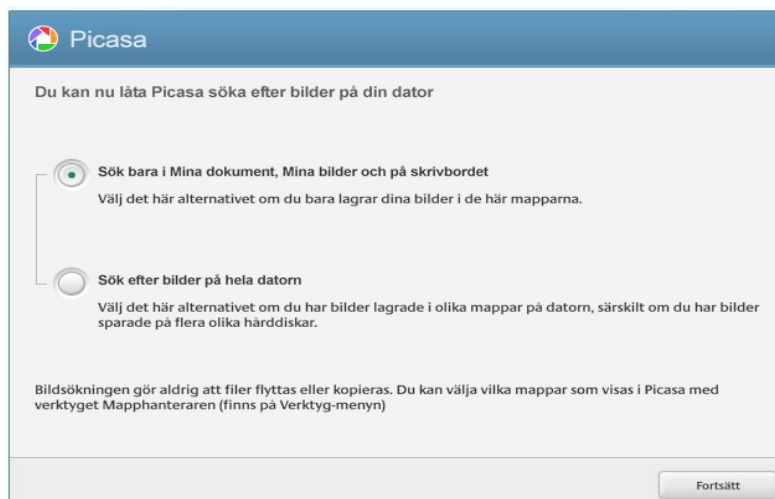 Picasa
Du kan nu låta Picasa söka efter bilder på din dator
Sök bara i Mina dokument, Mina bilder och på skrivbordet
Välj det här alternativet om du bara lagrar dina bilder i de här mapparna.
Sök efter bilder på hela datorn
Välj det här alternativet om du har bilder lagrade i olika mappar på datorn, särskilt om du har bilder
sparade på flera olika hårddiskar.
Bildsökningen gör aldrig att filer flyttas eller kopieras. Du kan välja vilka mappar som visas i Picasa med
verktyget Mapphanteraren (finns på Verktyg-menyn)
Fortsätt